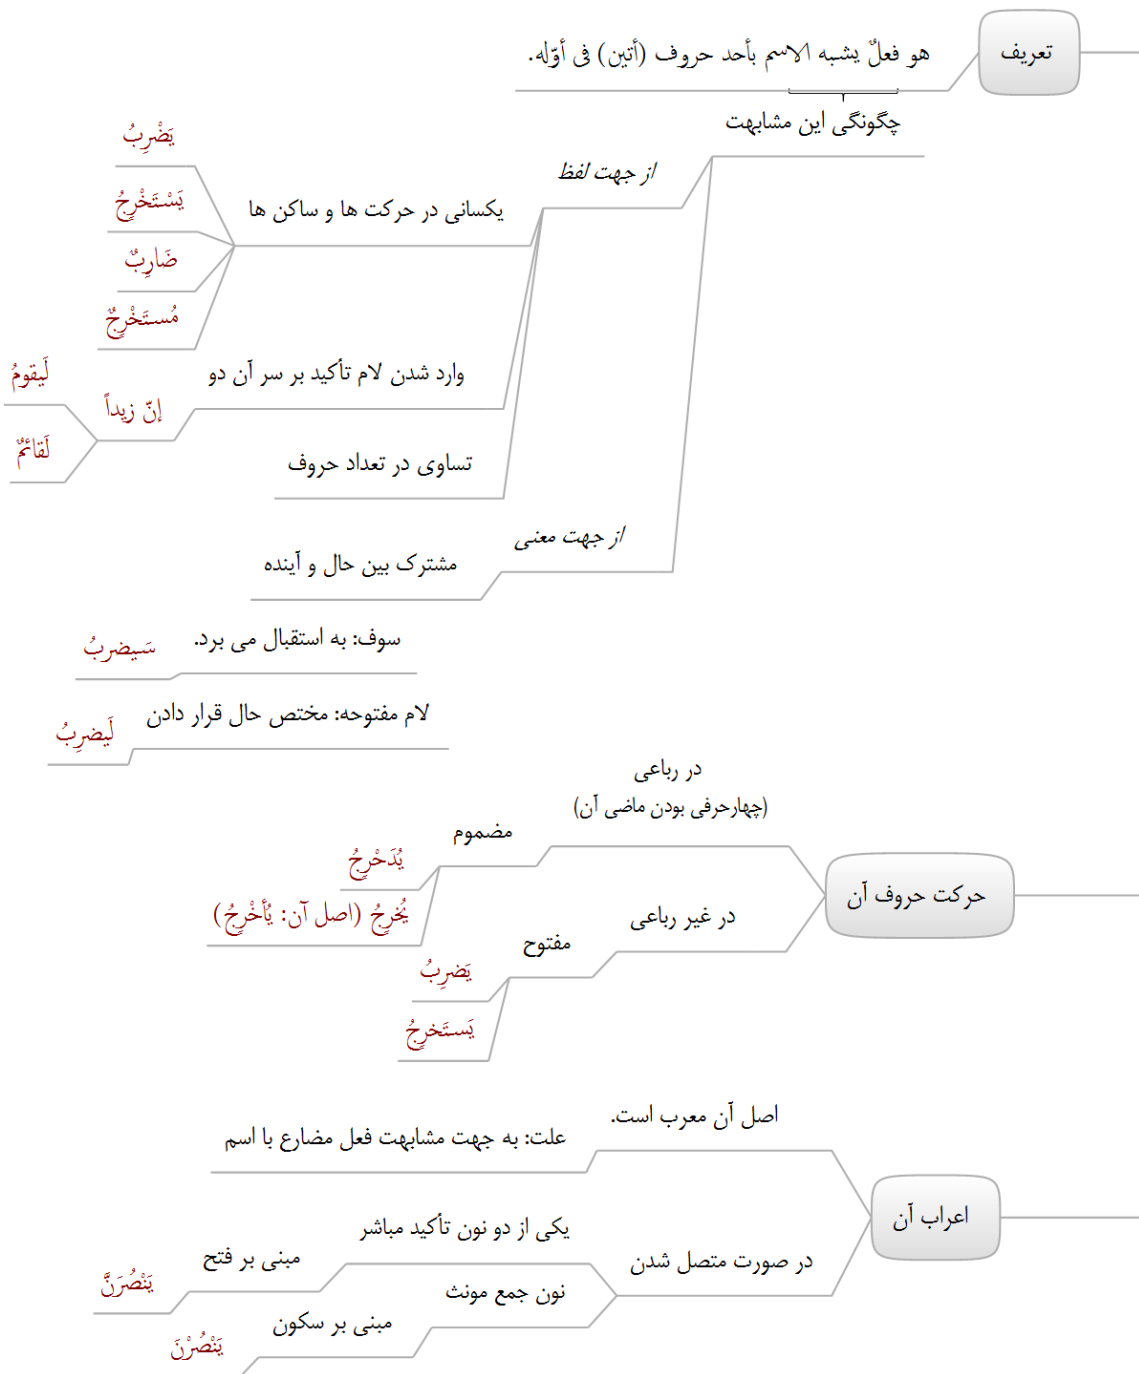 تعریف
هو فعلٌ یشبه الاسم بأحد حروف (أتین) فی أوّله.
چگونگی این مشابهت
از جهت لفظ
یکسانی در حرکت ها و ساکن ها
یَضْرِبُ
یَسْتَخْرِجُ
ضَارِبٌ
مُستَخْرِجٌ
وارد شدن لام تأکید بر سر آن دو
إنّ زیداً
لَیقومُ
لَقائمٌ
تساوی در تعداد حروف
از جهت معنی
مشترک بین حال و آینده
سوف: به استقبال می برد.
سَیضربُ
لام مفتوحه: مختص حال قرار دادن
لَیضرِبُ
حرکت حروف آن
در رباعی
(چهارحرفی بودن ماضی آن)
مضموم
یُدَحْرِجُ
یُخرِجُ (اصل آن: یُأخْرِجُ)
در غیر رباعی
مفتوح
یَضرِبُ
یَستَخرِجُ
اعراب آن
اصل آن معرب است.
علت: به جهت مشابهت فعل مضارع با اسم
در صورت متصل شدن
یکی از دو نون تأکید مباشر
مبنی بر فتح
یَنْصُرَنَّ
نون جمع مونث
مبنی بر سکون
یَنْصُرْنَ